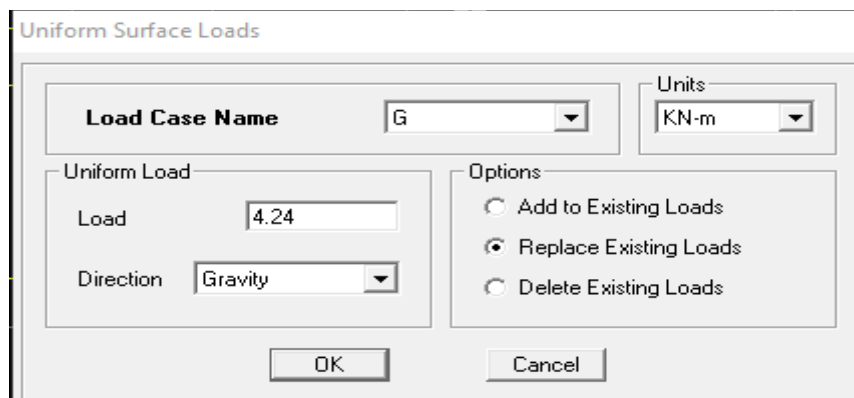 Uniform Surface Loads
Load Case Name
G
Units
KN-m
Uniform Load
Load
4.24
Direction
Gravity
Options
Add to Existing Loads
Replace Existing Loads
Delete Existing Loads
OK
Cancel